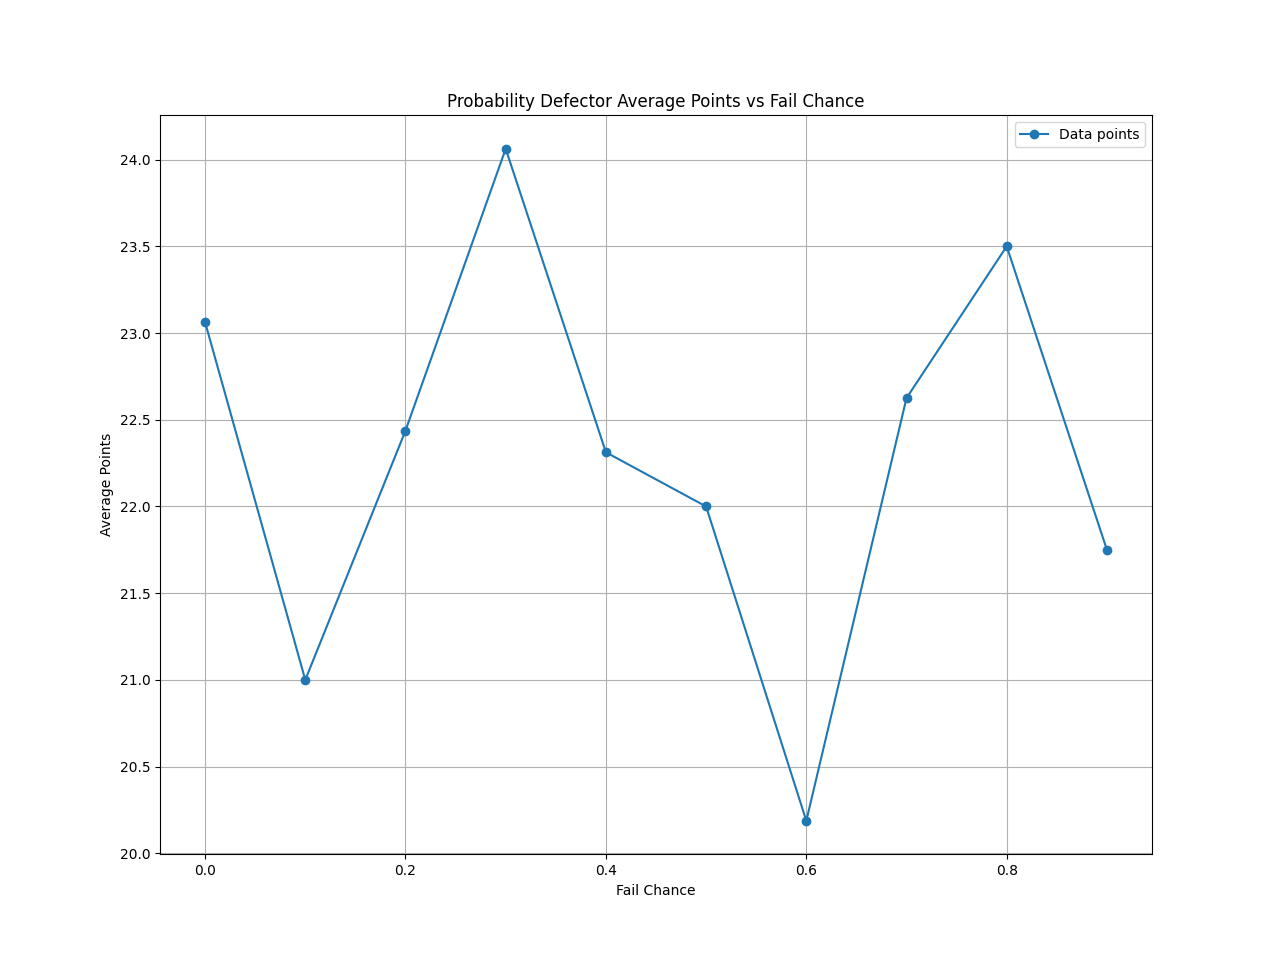 Probability Defector Average Points vs Fail Chance
Data points
24.0
23.5
23.0
22.5
22.0
21.5
21.0
20.5
20.0
Average Points
0.0 0.2 0.4 0.6 0.8
Fail Chance